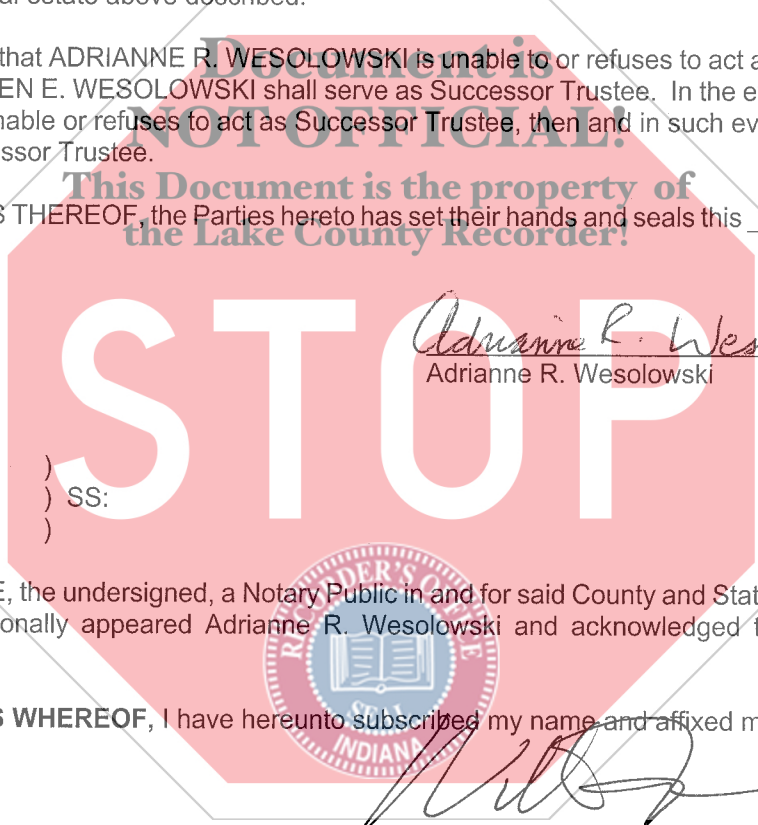 al estate above described.
that ADRIANNE R. WESOLOWSKI is unable to or refuses to act a
EN E. WESOLOWSKI shall serve as Successor Trustee. In the e
nable or refuses to act as Successor Trustee, then and in such ev
ssor Trustee.
Document is
NOT OFFICIAL!
This Document is the property of
the Lake County Recorder!
S THEREOF, the Parties hereto has set their hands and seals this _
STOP
Adrianne R. Wes
Adrianne R. Wesolowski
)
) SS:
)
E, the undersigned, a Notary Public in and for said County and Stat
onally appeared Adrianne R. Wesolowski and acknowledged t
RECORDER'S OFFICE
SEAL
INDIANA
S WHEREOF, I have hereunto subscribed my name and affixed m